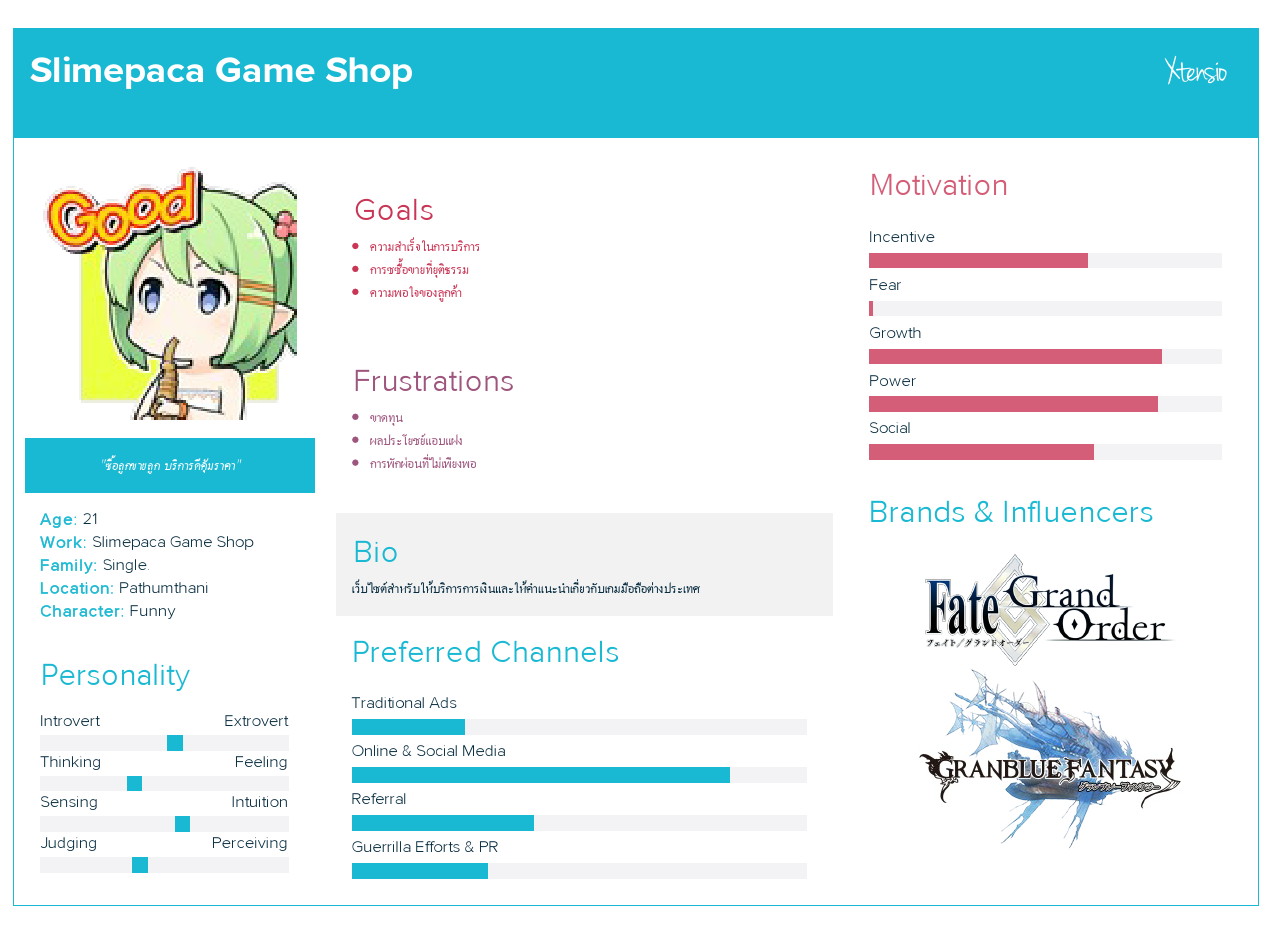 Slimepaca Game Shop
Xtensio
Good
"ซื้อถูกขายถูก บริการดีคุ้มราคา"
Age: 21
Work: Slimepaca Game Shop
Family: Single.
Location: Pathumthani
Character: Funny
Personality
Introvert Extrovert
Thinking Feeling
Sensing Intuition
Judging Perceiving
Goals
ความสำเร็จในการบริการ
การซซื้อขายที่ยุติธรรม
ความพอใจของลูกค้า
Frustrations
ขาดทุน
ผลประโยชย์แอบแฝง
การพักผ่อนที่ไม่เพียงพอ
Bio
เว็บไซต์สำหรับให้บริการการเงินและให้คำแนะนำเกี่ยวกับเกมมือถือต่างประเทศ
Preferred Channels
Traditional Ads
Online & Social Media
Referral
Guerrilla Efforts & PR
Motivation
Incentive
Fear
Growth
Power
Social
Brands & Influencers
Fate Grand Order
フェイト/グランドオーダー
GRANBLUE FANTASY
グランブルーファンタジー